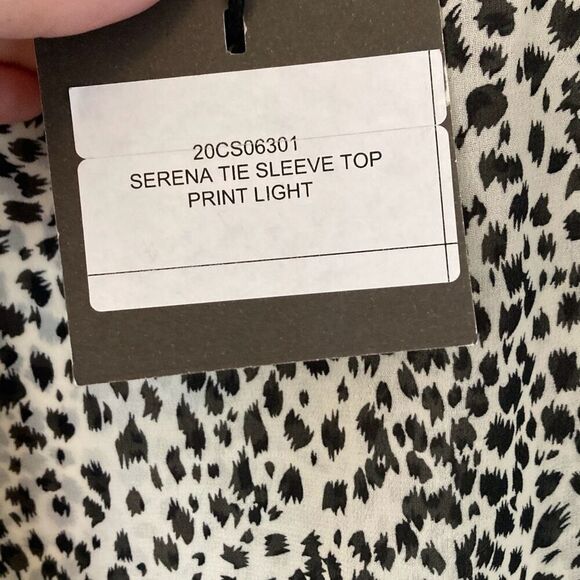 20CS06301
SERENA TIE SLEEVE TOP
PRINT LIGHT